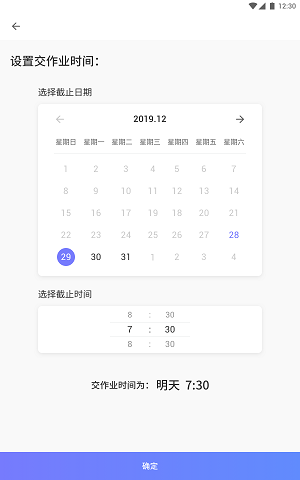 12:30
设置交作业时间：
选择截止日期
2019.12
星期日 星期一 星期二 星期三 星期四 星期五 星期六
1 2 3 4 5 6 7
8 9 10 11 12 13 14
15 16 17 18 19 20 21
22 23 24 25 26 27 28
29 30 31 1 2 3 4
选择截止时间
8 : 30
7 : 30
8 : 30
交作业时间为： 明天 7:30
确定